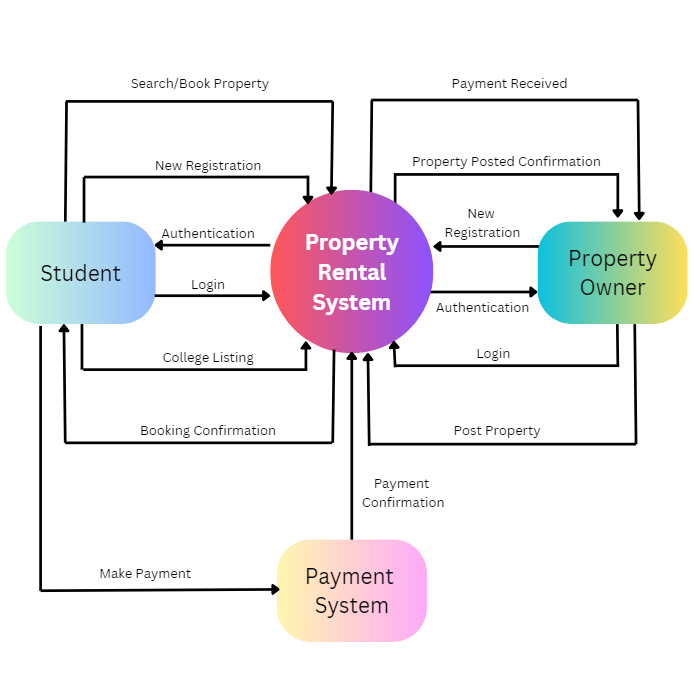 Search/Book Property
Payment Received
New Registration
Property Posted Confirmation
New
Registration
Authentication
Property
Rental
System
Student
Property
Owner
Login
Authentication
College Listing
Login
Booking Confirmation
Post Property
Payment
Confirmation
Make Payment
Payment
System